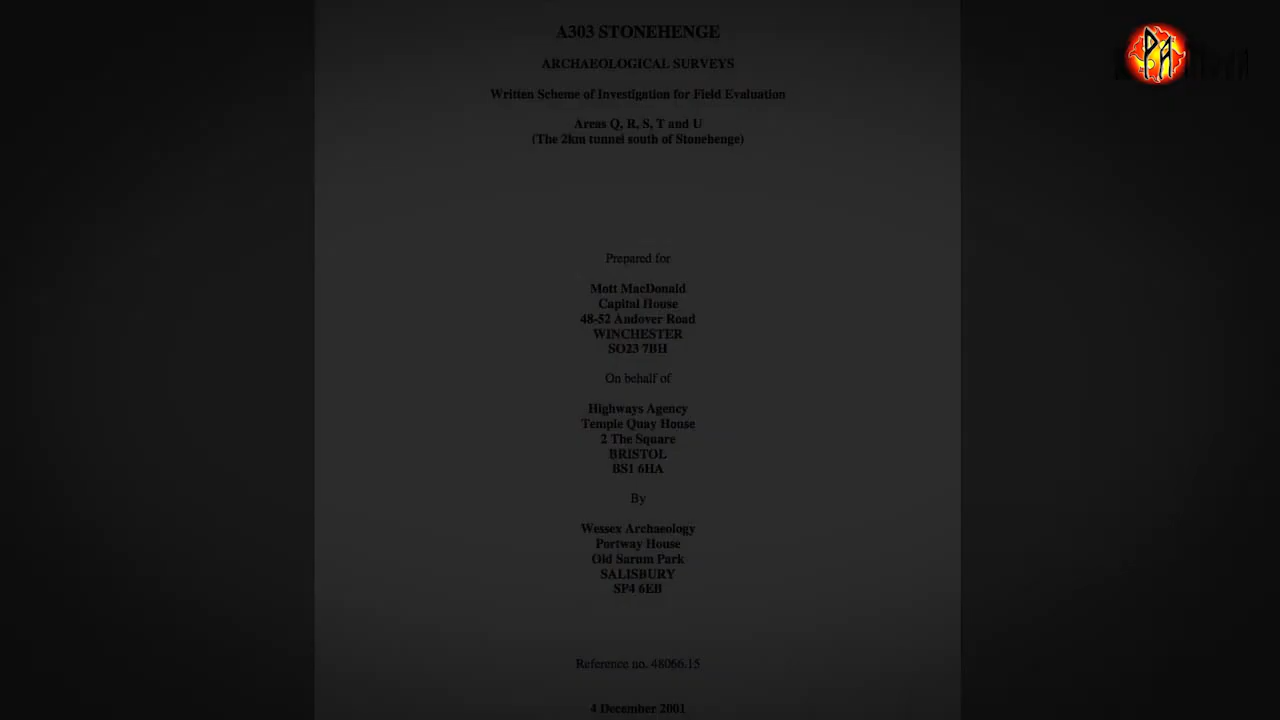 A303 STONEHENGE
ARCHAEOLOGICAL SURVEYS
Written Scheme of Investigation for Field Evaluation
Areas Q, R, S, T and U
(The 2km tunnel south of Stonehenge)
Prepared for
Mott MacDonald
Capital House
48-52 Andover Road
WINCHESTER
SO23 7BH
On behalf of
Highways Agency
Temple Quay House
2 The Square
BRISTOL
BS1 6HA
By
Wessex Archaeology
Portway House
Old Sarum Park
SALISBURY
SP4 6EB
Reference no. 48066.15
4 December 2001